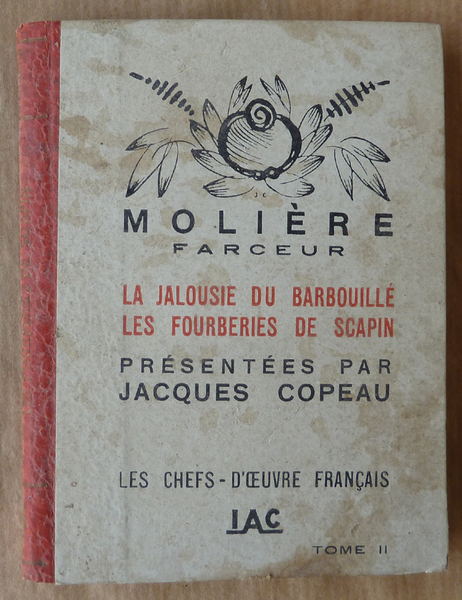 J C
MOLIÈRE
FARCEUR
LA JALOUSIE DU BARBOUILLÉ
LES FOURBERIES DE SCAPIN
PRÉSENTÉES PAR
JACQUES COPEAU
LES CHEFS-D'ŒUVRE FRANÇAIS
IAC
TOME II